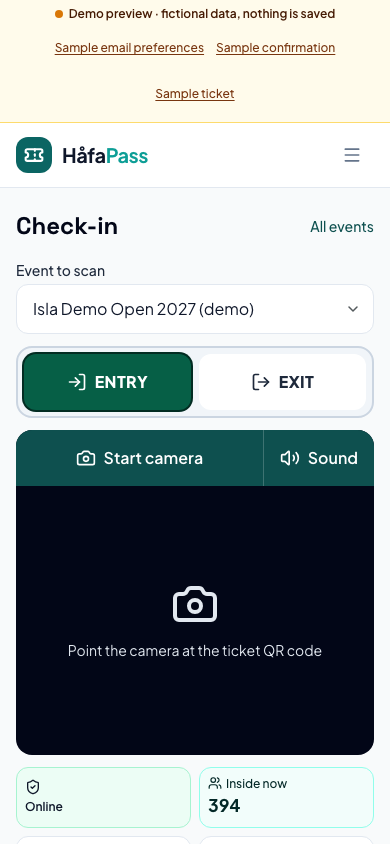 Demo preview · fictional data, nothing is saved
Sample email preferences Sample confirmation
Sample ticket
HåfaPass
Check-in
All events
Event to scan
Isla Demo Open 2027 (demo)
ENTRY
EXIT
Start camera
Sound
Point the camera at the ticket QR code
Online
Inside now
394